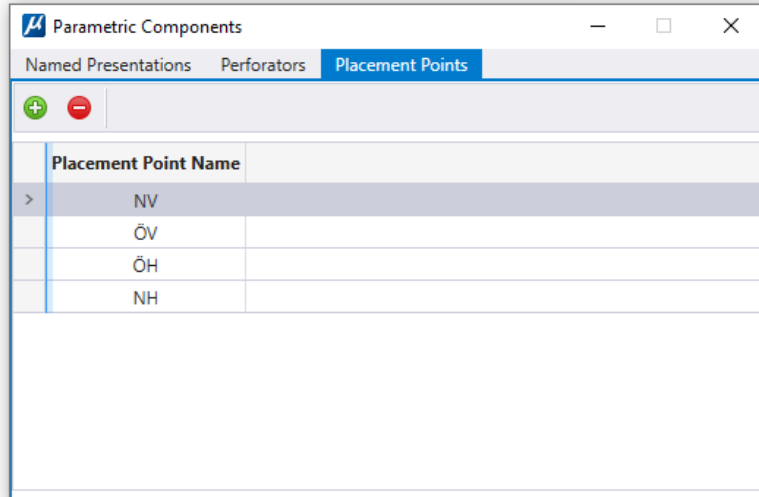 Parametric Components
Named Presentations Perforators Placement Points
Placement Point Name
NV
ÖV
ÖH
NH